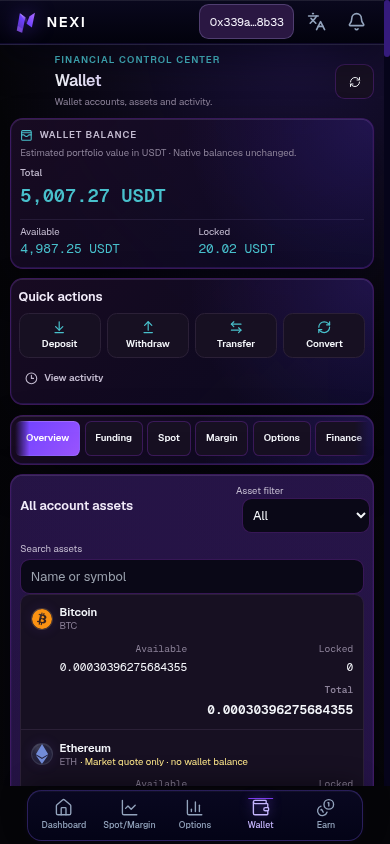 NEXI
0x339a…8b33
FINANCIAL CONTROL CENTER
Wallet
Wallet accounts, assets and activity.
WALLET BALANCE
Estimated portfolio value in USDT · Native balances unchanged.
Total
5,007.27 USDT
Available
Locked
4,987.25 USDT
20.02 USDT
Quick actions
Deposit
Withdraw
Transfer
Convert
View activity
Overview
Funding
Spot
Margin
Options
Finance
All account assets
Asset filter
All
Search assets
Name or symbol
Bitcoin
BTC
Available
Locked
0.00030396275684355
0
Total
0.00030396275684355
Ethereum
ETH · Market quote only · no wallet balance
Available
Locked
Dashboard
Spot/Margin
Options
Wallet
Earn